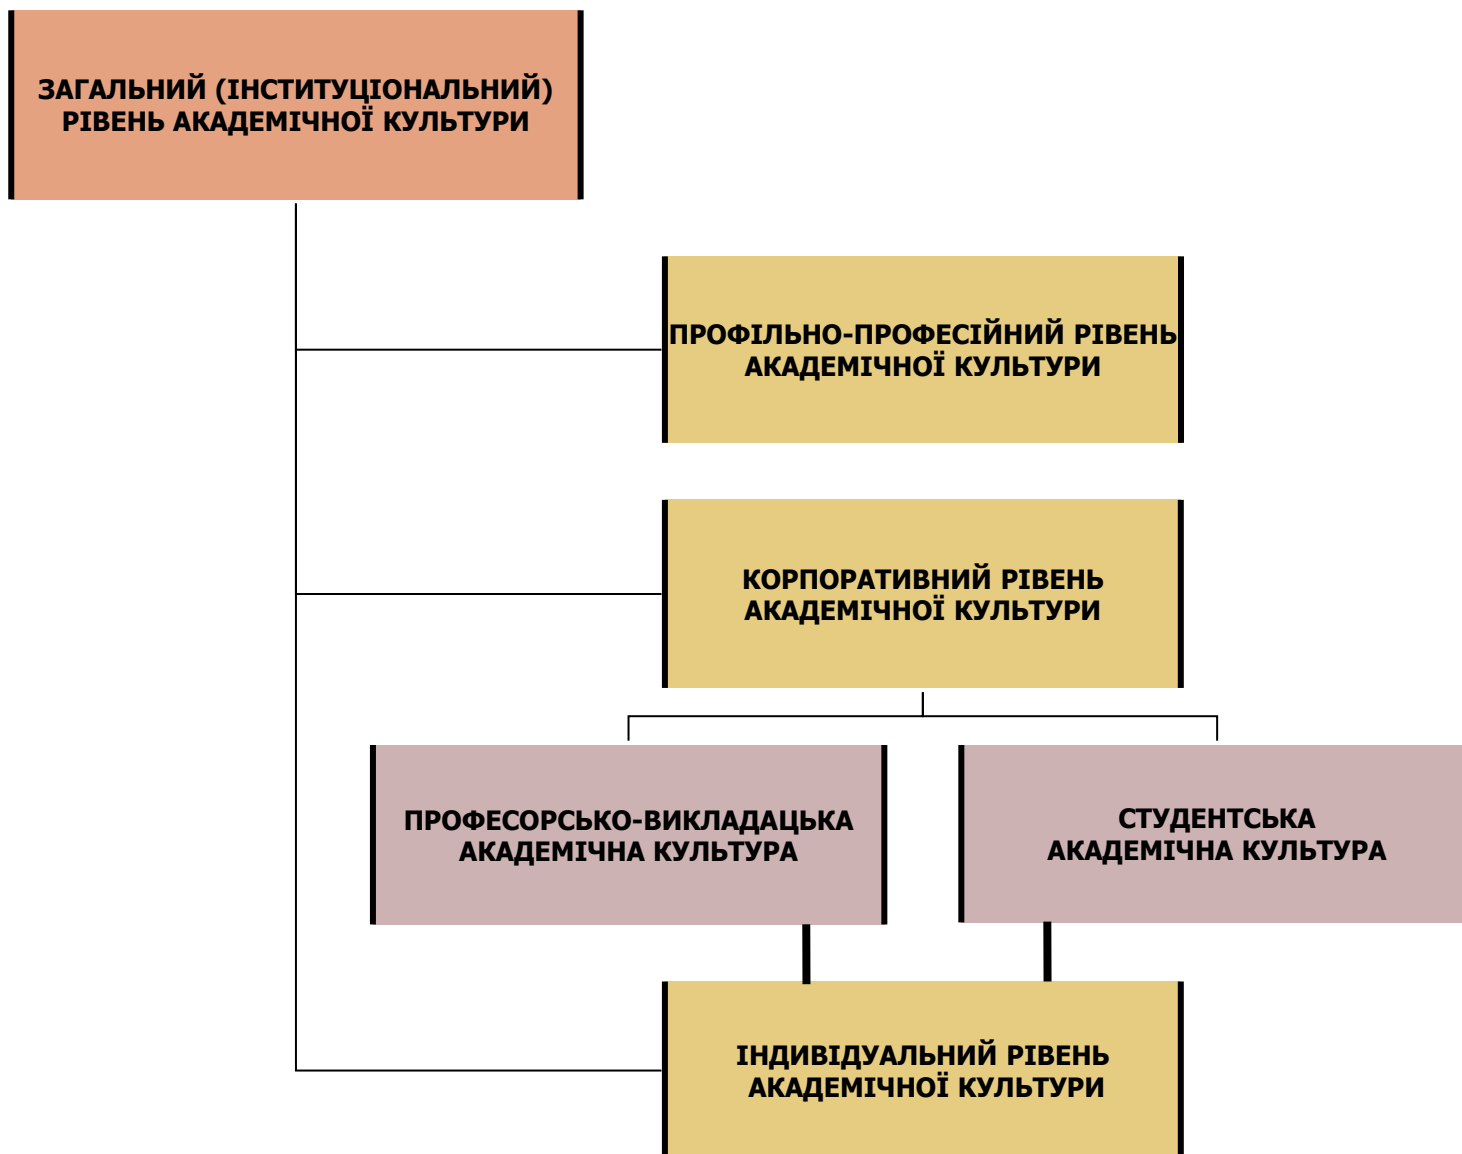 ЗАГАЛЬНИЙ (ІНСТИТУЦІОНАЛЬНИЙ)
РІВЕНЬ АКАДЕМІЧНОЇ КУЛЬТУРИ
ПРОФІЛЬНО-ПРОФЕСІЙНИЙ РІВЕНЬ
АКАДЕМІЧНОЇ КУЛЬТУРИ
КОРПОРАТИВНИЙ РІВЕНЬ
АКАДЕМІЧНОЇ КУЛЬТУРИ
ПРОФЕСОРСЬКО-ВИКЛАДАЦЬКА
АКАДЕМІЧНА КУЛЬТУРА
СТУДЕНТСЬКА
АКАДЕМІЧНА КУЛЬТУРА
ІНДИВІДУАЛЬНИЙ РІВЕНЬ
АКАДЕМІЧНОЇ КУЛЬТУРИ